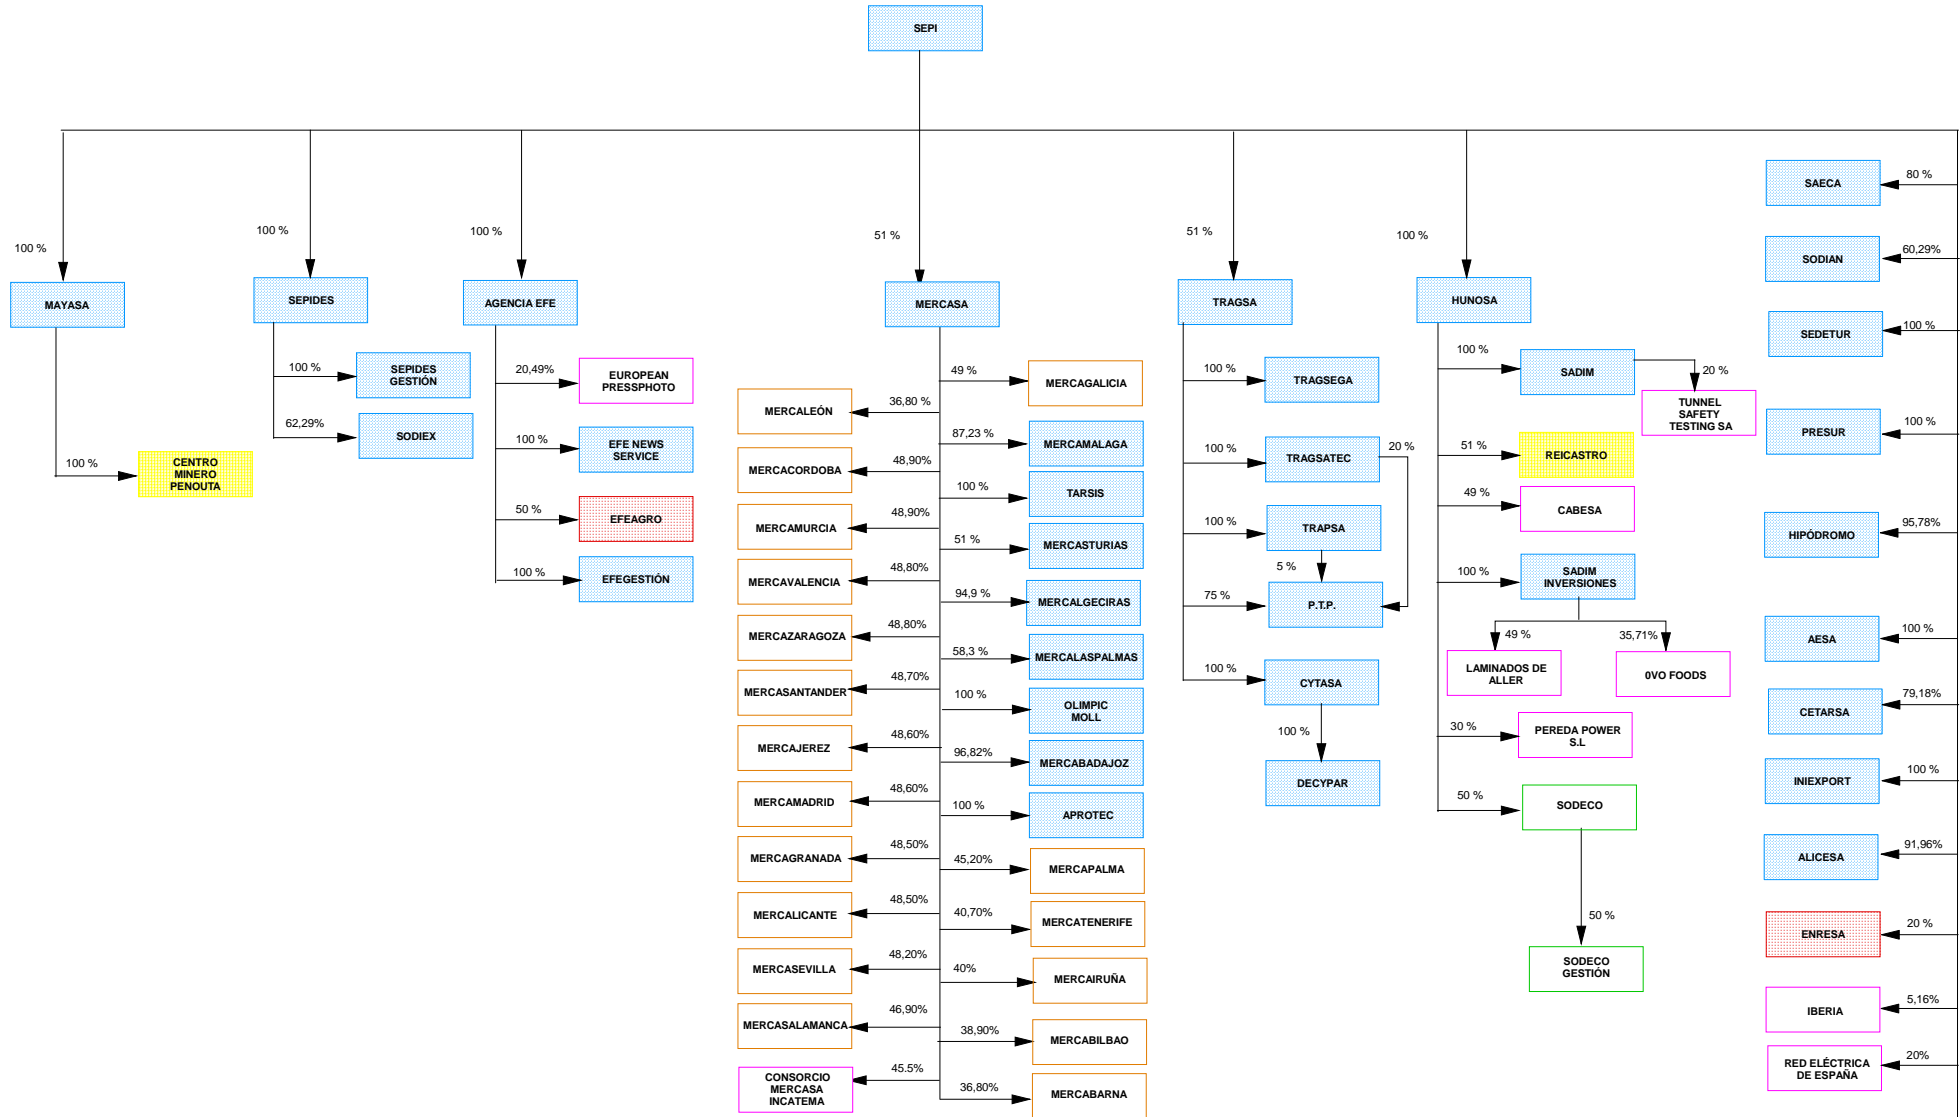 SEPI
100 %
100 %
100 %
51 %
51 %
100 %
MAYASA
SEPIDES
AGENCIA EFE
MERCASA
TRAGSA
HUNOSA
100 %
CENTRO
MINERO
PENOUTA
100 %
SEPIDES
GESTIÓN
62,29%
SODIEX
20,49%
EUROPEAN
PRESSPHOTO
100 %
EFE NEWS
SERVICE
50 %
EFEAGRO
100 %
EFEGESTIÓN
MERCALEÓN
36,80 %
MERCACORDOBA
48,90%
MERCAMURCIA
48,90%
MERCAVALENCIA
48,80%
MERCAZARAGOZA
48,80%
MERCASANTANDER
48,70%
MERCAJEREZ
48,60%
MERCAMADRID
48,60%
MERCAGRANADA
48,50%
MERCALICANTE
48,50%
MERCASEVILLA
48,20%
MERCASALAMANCA
46,90%
CONSORCIO
MERCASA
INCATEMA
45.5%
49 %
MERCAGALICIA
87,23 %
MERCAMALAGA
100 %
TARSIS
51 %
MERCASTURIAS
94,9 %
MERCALGECIRAS
58,3 %
MERCALASPALMAS
100 %
OLIMPIC
MOLL
96,82%
MERCABADAJOZ
100 %
APROTEC
45,20%
MERCAPALMA
40,70%
MERCATENERIFE
40%
MERCAIRUÑA
38,90%
MERCABILBAO
36,80%
MERCABARNA
100 %
TRAGSEGA
100 %
TRAGSATEC
20 %
100 %
TRAPSA
5 %
75 %
P.T.P.
100 %
CYTASA
100 %
DECYPAR
100 %
SADIM
20 %
TUNNEL
SAFETY
TESTING SA
51 %
REICASTRO
49 %
CABESA
100 %
SADIM
INVERSIONES
49 %
35,71%
LAMINADOS DE
ALLER
0VO FOODS
30 %
PEREDA POWER
S.L
50 %
SODECO
50 %
SODECO
GESTIÓN
SAECA
80 %
SODIAN
60,29%
SEDETUR
100 %
PRESUR
100 %
HIPÓDROMO
95,78%
AESA
100 %
CETARSA
79,18%
INIEXPORT
100 %
ALICESA
91,96%
ENRESA
20 %
IBERIA
5,16%
RED ELÉCTRICA
DE ESPAÑA
20%